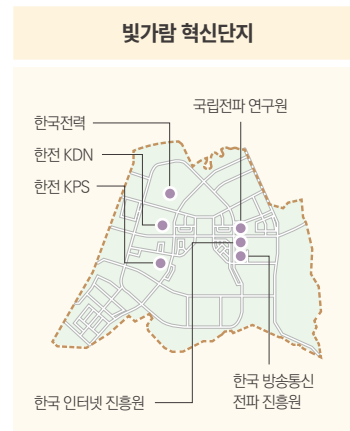 빛가람 혁신단지
국립전파 연구원
한국전력
한전 KDN
한전 KPS
한국 방송통신
전파 진흥원
한국 인터넷 진흥원